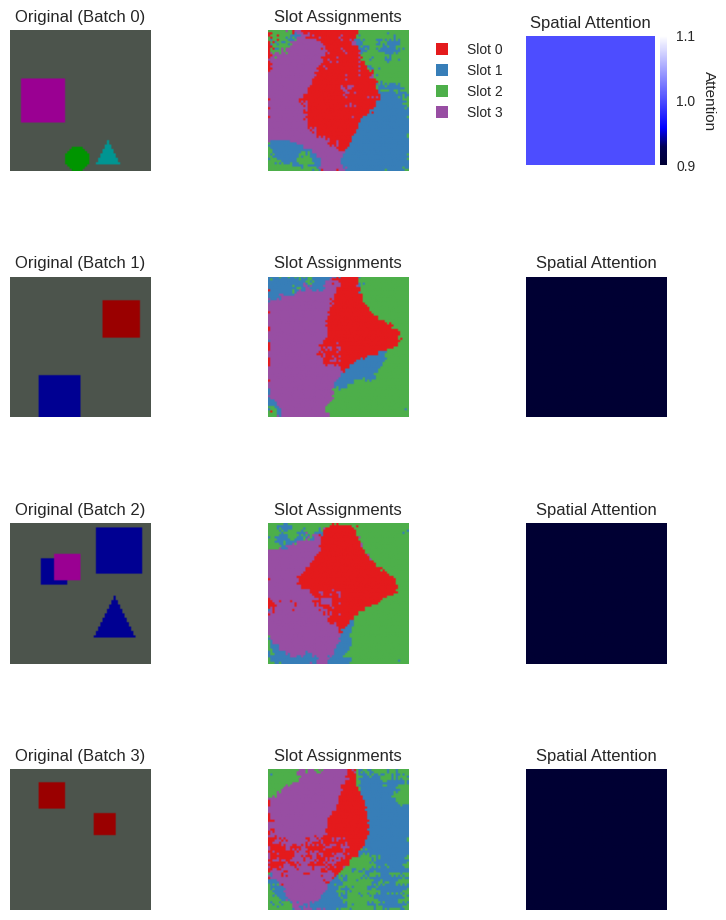 Original (Batch 0)
Slot Assignments
Spatial Attention
Slot 0
Slot 1
Slot 2
Slot 3
1.1
1.0
0.9
Attention
Original (Batch 1)
Slot Assignments
Spatial Attention
Original (Batch 2)
Slot Assignments
Spatial Attention
Original (Batch 3)
Slot Assignments
Spatial Attention